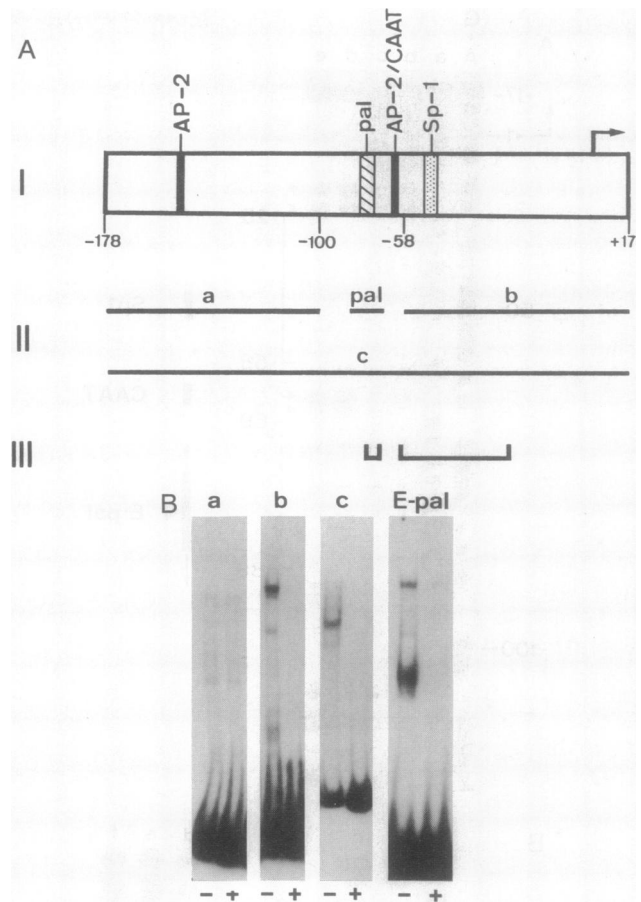 A
AP-2
pal
AP-2/CAAT
Sp-1
I
-178
-100
-58
+17
a
pal
b
II
c
III
B
a
b
c
E-pal
- + - + - + - +